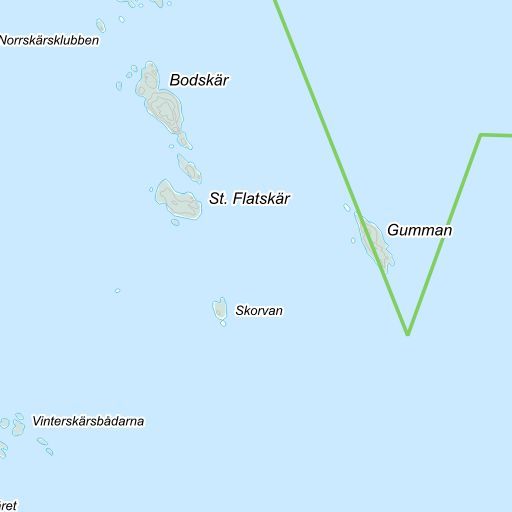 Norrskärsklubben
Bodskär
St. Flatskär
Gumman
Skorvan
Vinterskärsbådarna